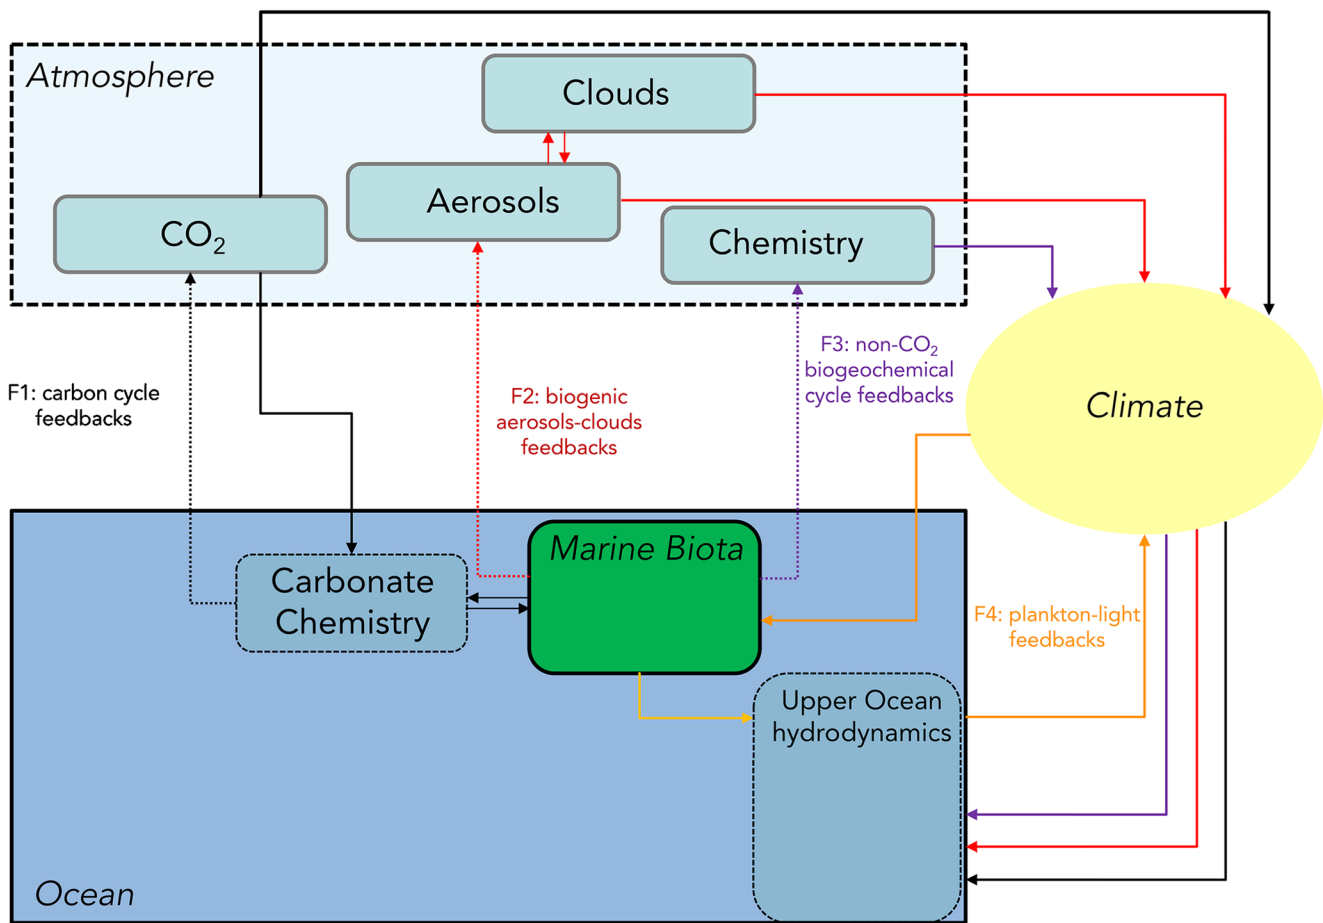 Atmosphere
Clouds
Aerosols
CO₂
Chemistry
F1: carbon cycle
feedbacks
F2: biogenic
aerosols-clouds
feedbacks
F3: non-CO₂
biogeochemical
cycle feedbacks
Climate
Marine Biota
Carbonate
Chemistry
F4: plankton-light
feedbacks
Upper Ocean
hydrodynamics
Ocean